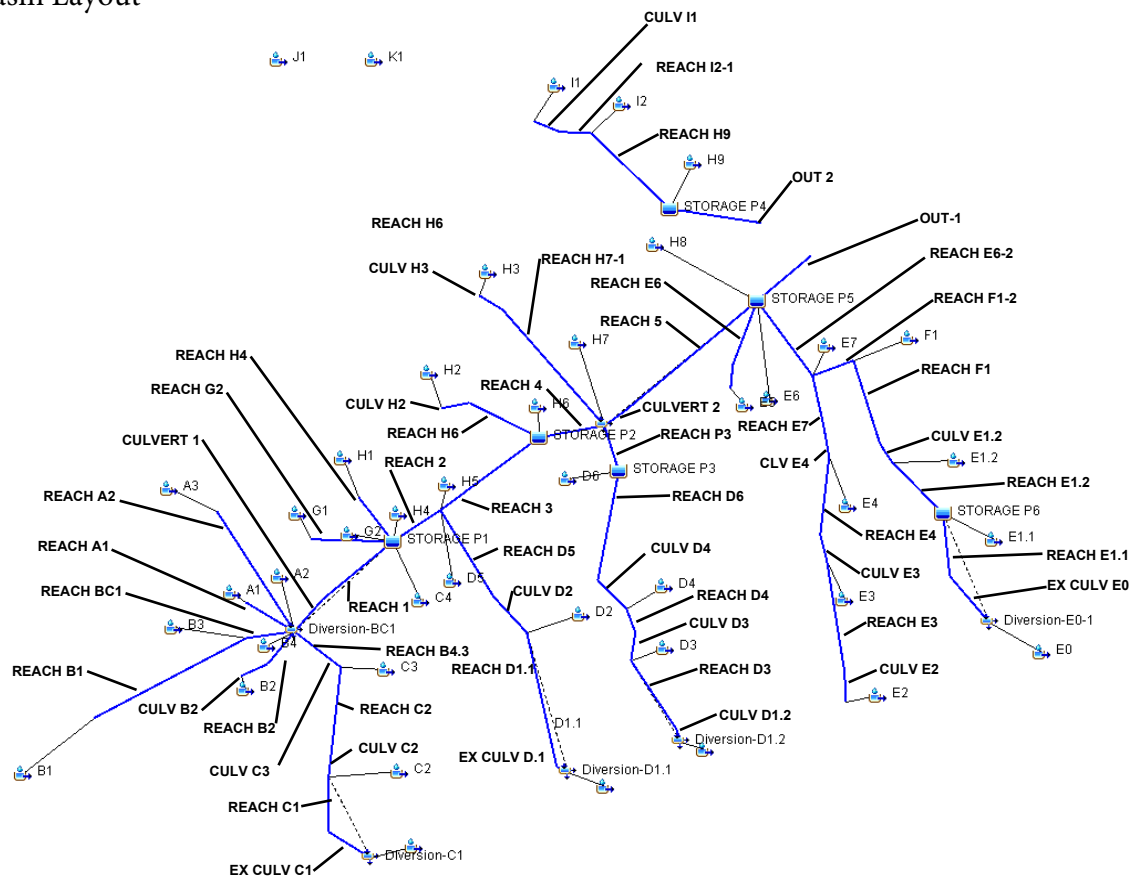 CULV I1
J1
K1
REACH I2-1
I1
I2
REACH H9
H9
OUT 2
STORAGE P4
OUT-1
REACH H6
H8
REACH E6-2
CULV H3
H3
REACH H7-1
REACH E6
REACH F1-2
STORAGE P5
REACH 5
F1
E7
H7
REACH H4
REACH F1
H2
REACH G2
REACH 4
E6
CULV H2
H6
CULVERT 2
REACH E7
REACH H6
STORAGE P2
REACH P3
CULVERT 1
CULV E1.2
H1
REACH 2
CLV E4
E1.2
STORAGE P3
H5
D6
REACH E1.2
A3
REACH A2
REACH 3
REACH D6
E4
G1
H4
STORAGE P6
G2
REACH E4
STORAGE P1
E1.1
REACH A1
REACH D5
CULV D4
REACH E1.1
CULV E3
A2
D5
EX CULV E0
REACH BC1
A1
REACH 1
C4
CULV D2
D4
REACH D4
E3
D2
B3
Diversion-BC1
CULV D3
Diversion-E0-1
REACH E3
B4
REACH B4.3
D3
E0
REACH B1
C3
REACH D1.1
REACH D3
CULV E2
B2
E2
CULV B2
REACH C2
REACH B2
CULV D1.2
D1.1
Diversion-D1.2
CULV C2
EX CULV D.1
B1
CULV C3
C2
Diversion-D1.1
REACH C1
Diversion-C1
EX CULV C1